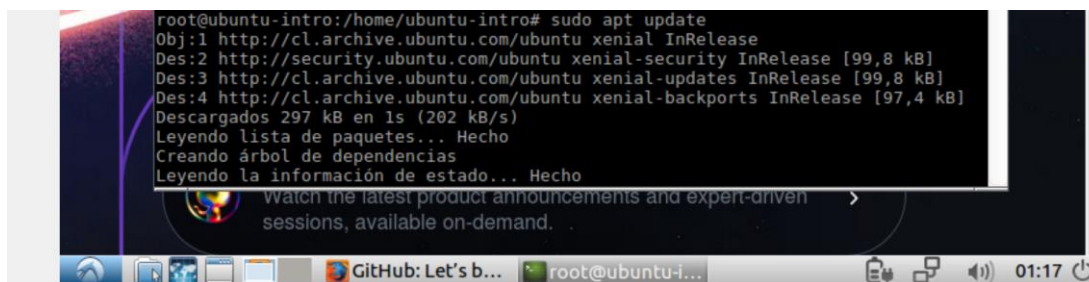 root@ubuntu-intro:/home/ubuntu-intro# sudo apt update
Obj:1 http://cl.archive.ubuntu.com/ubuntu xenial InRelease
Des:2 http://security.ubuntu.com/ubuntu xenial-security InRelease [99,8 kB]
Des:3 http://cl.archive.ubuntu.com/ubuntu xenial-updates InRelease [99,8 kB]
Des:4 http://cl.archive.ubuntu.com/ubuntu xenial-backports InRelease [97,4 kB]
Descargados 297 kB en 1s (202 kB/s)
Leyendo lista de paquetes... Hecho
Creando árbol de dependencias
Leyendo la información de estado... Hecho
Watch the latest product announcements and expert-driven
sessions, available on-demand.
GitHub: Let's b... root@ubuntu-i... 01:17